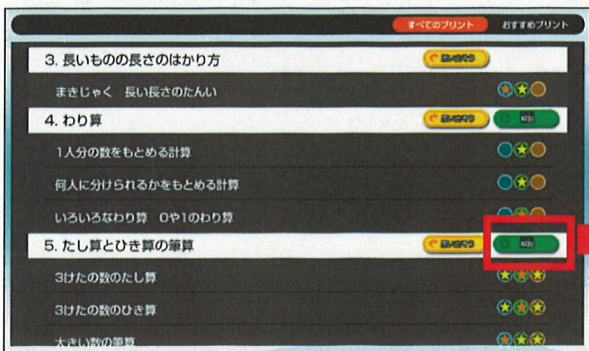 すべてのプリント おすすめプリント
3. 長いものの長さのはかり方
まきじゃく 長い長さのたんい
4. わり算
1人分の数をもとめる計算
何人に分けられるかをもとめる計算
いろいろなわり算 0や1のわり算
5. たし算とひき算の筆算
3けたの数のたし算
3けたの数のひき算
大きい数の筆算